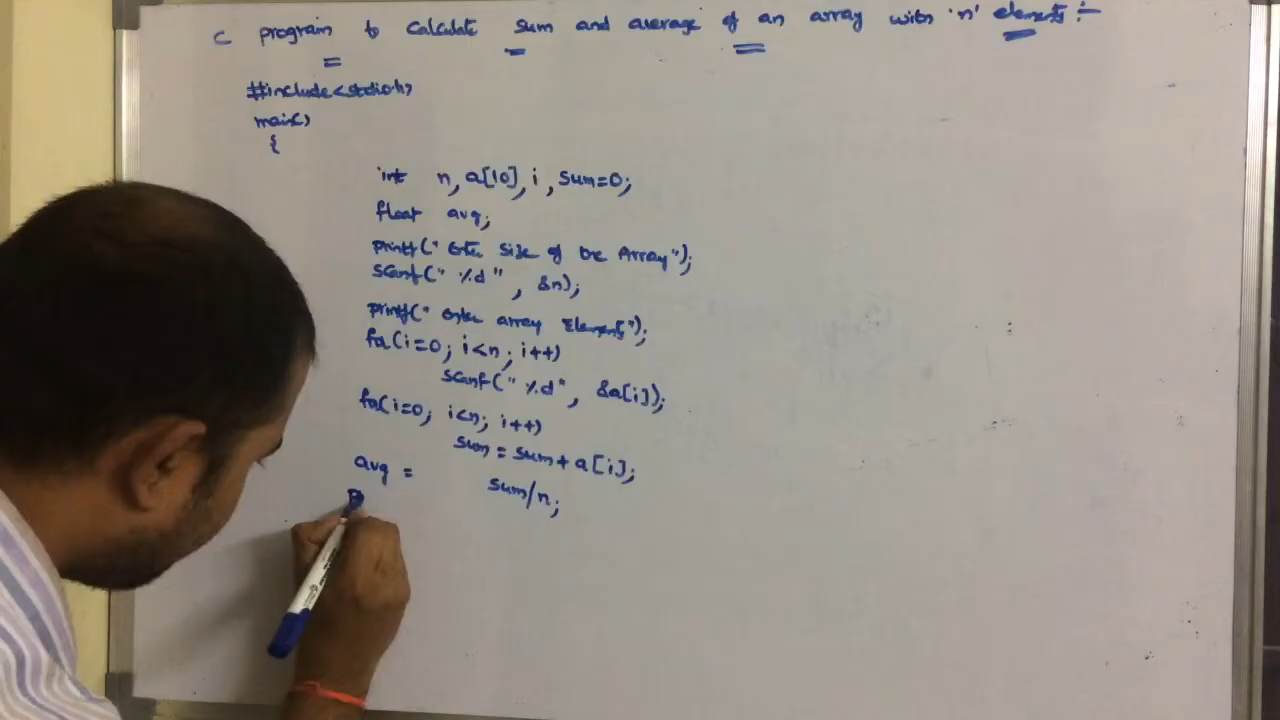 C program to calculate sum and average of an array with 'n' elements :-
#include<stdio.h>
main()
{
int n, a[10], i, sum=0;
float avg;
printf(" Enter size of the Array");
scanf(" %d ", &n);
printf(" Enter array Elements");
for(i=0; i<n; i++)
scanf(" %d", &a[i]);
for(i=0; i<n; i++)
sum = sum + a[i];
avg = sum/n;